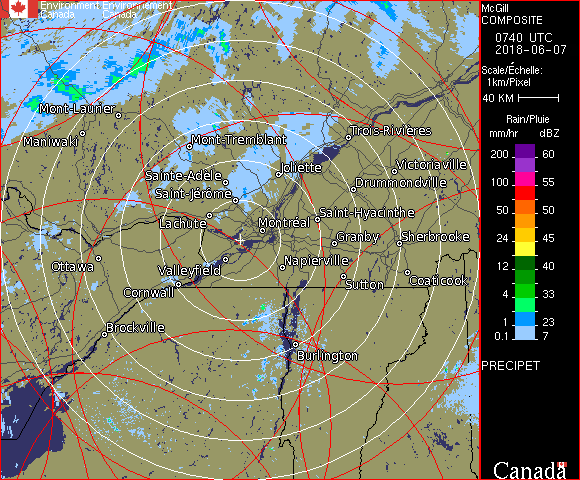 Environment Environnement
Canada Canada
McGill
COMPOSITE
0740 UTC
2018-06-07
Scale/Échelle:
1km/Pixel
40 KM
Rain/Pluie
mm/hr dBZ
200 60
100 55
50 50
24 45
12 40
4 33
1 23
0.1 7
PRECIPET
Canada
Mont-Laurier
Maniwaki
Mont-Tremblant
Trois-Rivières
Sainte-Adèle
Joliette
Victoriaville
Saint-Jérôme
Drummondville
Lachute
Montréal
Saint-Hyacinthe
Granby
Sherbrooke
Ottawa
Valleyfield
Napierville
Cornwall
Sutton
Coaticook
Brockville
Burlington